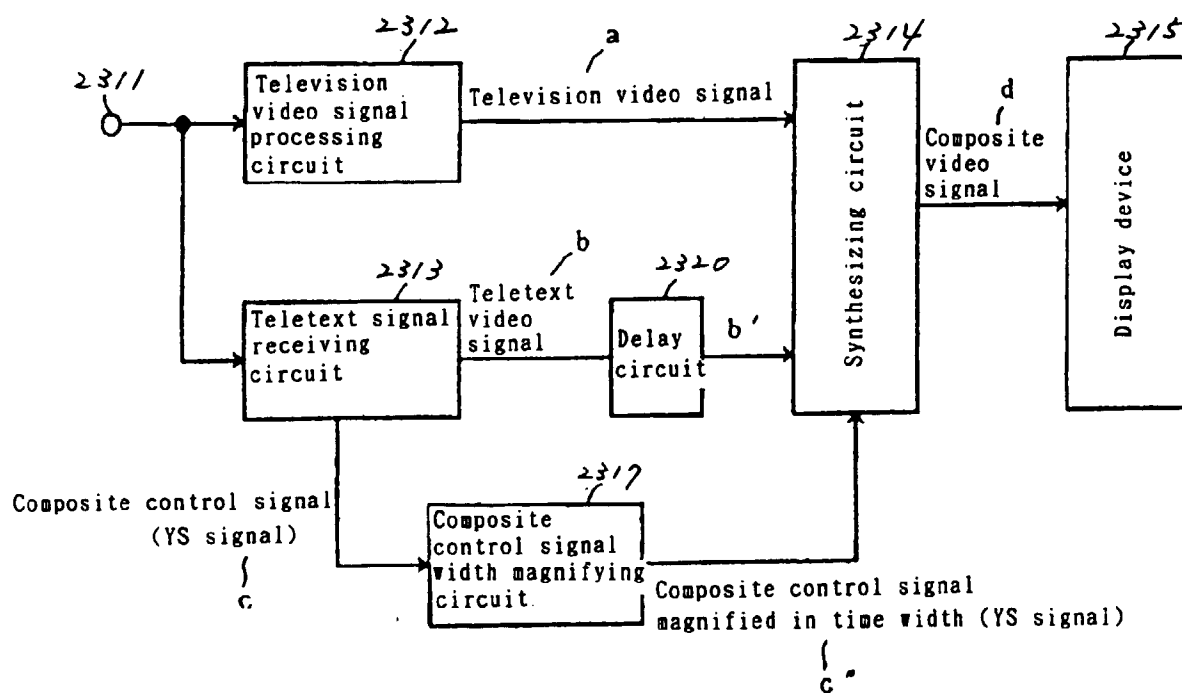 2312
a
2314
2315
2311
Television
video signal
processing
circuit
Television video signal
Synthesizing circuit
d
Composite
video
signal
Display device
2313
b
2320
Teletext signal
receiving
circuit
Teletext
video
signal
Delay
circuit
b'
Composite control signal
(YS signal)
c
2317
Composite
control signal
width magnifying
circuit.
Composite control signal
magnified in time width (YS signal)
c"